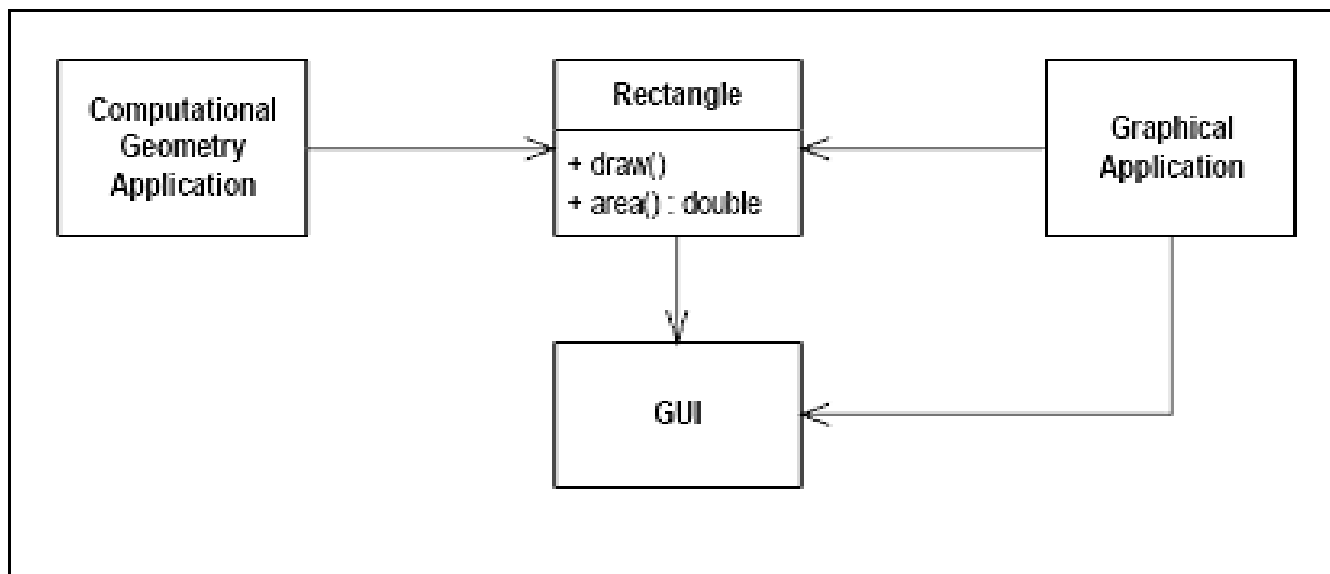 Computational
Geometry
Application
Rectangle
+ draw()
+ area() : double
Graphical
Application
GUI